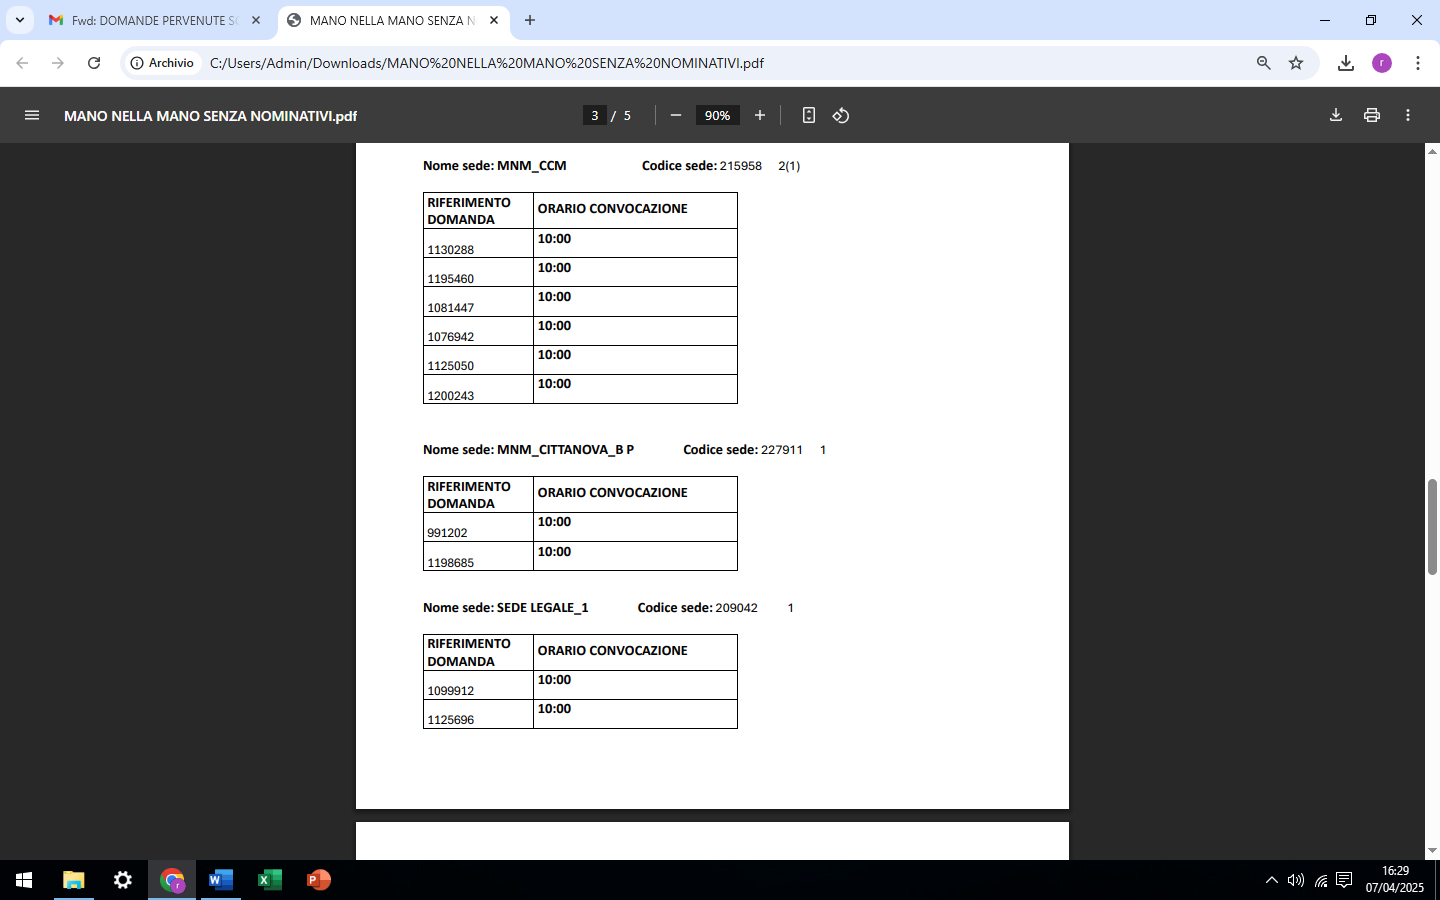 Fwd: DOMANDE PERVENUTE S
MANO NELLA MANO SENZA N
Archivio
C:/Users/Admin/Downloads/MANO%20NELLA%20MANO%20SENZA%20NOMINATIVI.pdf
r
MANO NELLA MANO SENZA NOMINATIVI.pdf
3 / 5
90%
Nome sede: MNM_CCM Codice sede: 215958 2(1)
RIFERIMENTO DOMANDA ORARIO CONVOCAZIONE
1130288 10:00
1195460 10:00
1081447 10:00
1076942 10:00
1125050 10:00
1200243 10:00
Nome sede: MNM_CITTANOVA_B P Codice sede: 227911 1
RIFERIMENTO DOMANDA ORARIO CONVOCAZIONE
991202 10:00
1198685 10:00
Nome sede: SEDE LEGALE_1 Codice sede: 209042 1
RIFERIMENTO DOMANDA ORARIO CONVOCAZIONE
1099912 10:00
1125696 10:00
16:29
07/04/2025